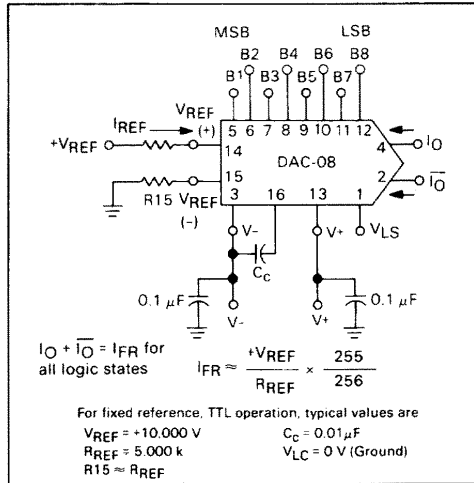 MSB LSB
B2 B4 B6 B8
B1 B3 B5 B7
VREF
IREF (+) 5 6 7 8 9 10 11 12
+VREF 14 DAC-08 4 IO
15 2 IO
R15 VREF 3 16 13 1
(–)
V- V+ VLS
CC
0.1 μF 0.1 μF
V- V+
IO + IO = IFR for
all logic states
IFR ≈ +VREF / RREF × 255 / 256
For fixed reference, TTL operation, typical values are
VREF = +10.000 V CC = 0.01 μF
RREF = 5.000 k VLC = 0 V (Ground)
R15 ≈ RREF